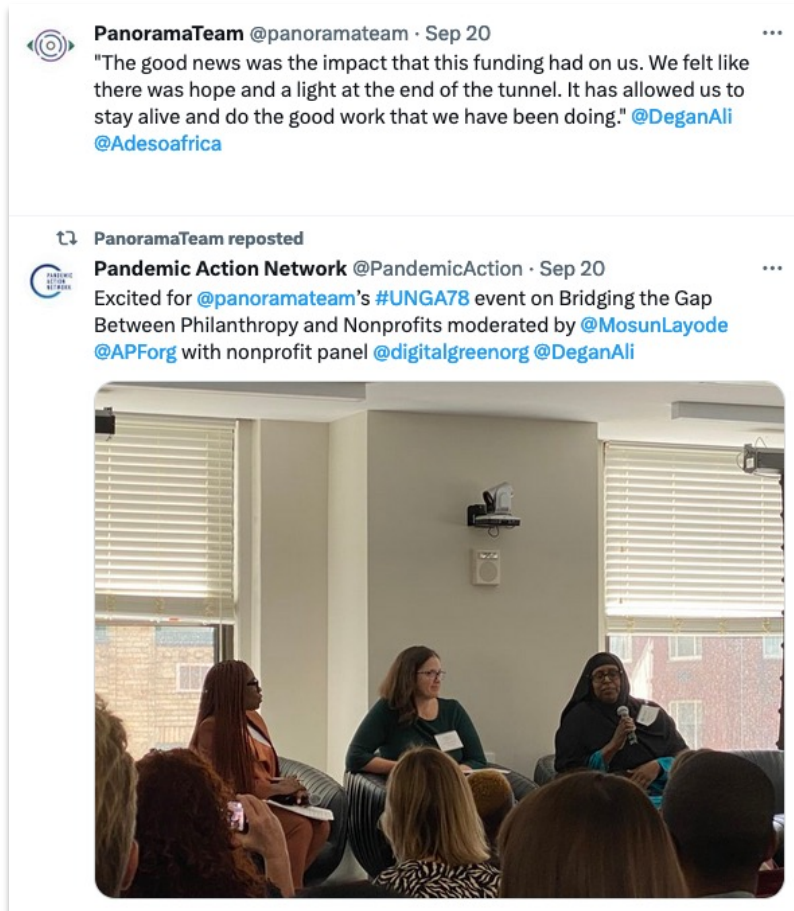 PanoramaTeam @panoramateam · Sep 20
"The good news was the impact that this funding had on us. We felt like
there was hope and a light at the end of the tunnel. It has allowed us to
stay alive and do the good work that we have been doing." @DeganAli
@Adesoafrica
PanoramaTeam reposted
PANDEMIC
ACTION
NETWORK
Pandemic Action Network @PandemicAction · Sep 20
Excited for @panoramateam’s #UNGA78 event on Bridging the Gap
Between Philanthropy and Nonprofits moderated by @MosunLayode
@APForg with nonprofit panel @digitalgreenorg @DeganAli